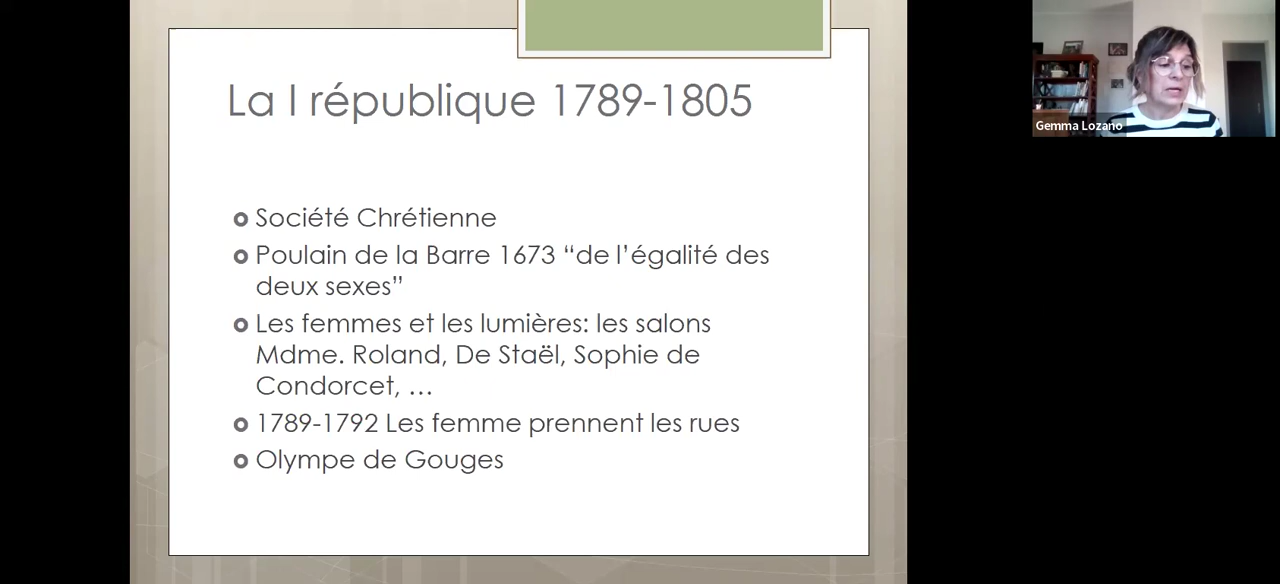 La I république 1789-1805
Société Chrétienne
Poulain de la Barre 1673 “de l’égalité des
deux sexes”
Les femmes et les lumières: les salons
Mdme. Roland, De Staël, Sophie de
Condorcet, …
1789-1792 Les femme prennent les rues
Olympe de Gouges
Gemma Lozano